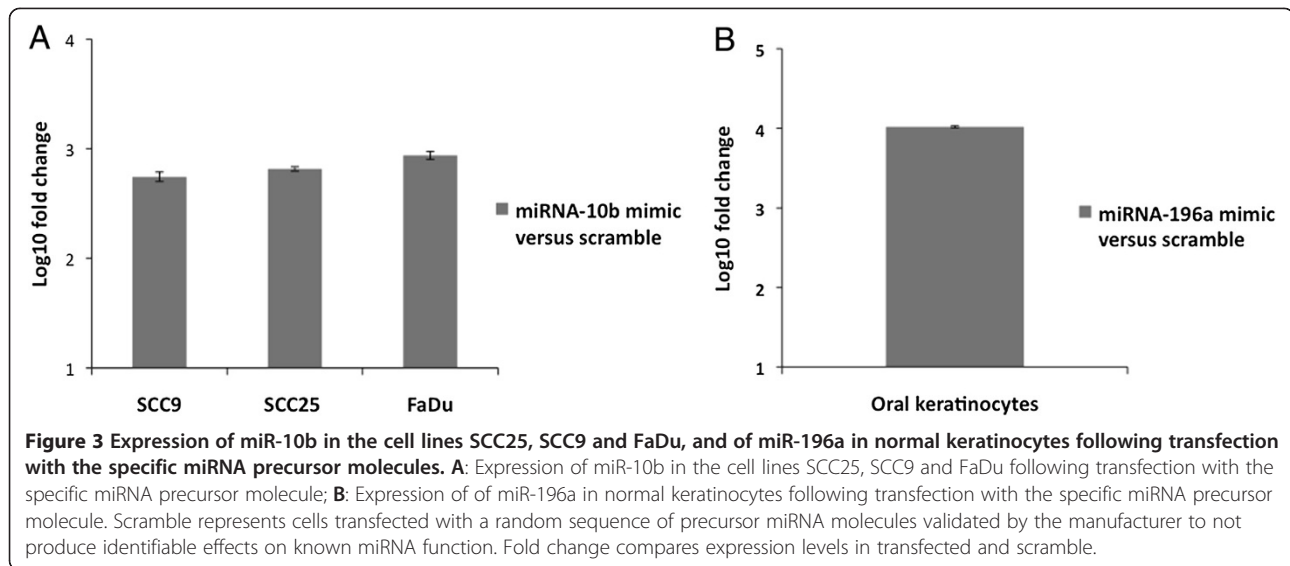 A
4
3
2
1
Log10 fold change
SCC9
SCC25
FaDu
miRNA-10b mimic
versus scramble
B
5
4
3
2
1
Log10 fold change
Oral keratinocytes
miRNA-196a mimic
versus scramble
Figure 3 Expression of miR-10b in the cell lines SCC25, SCC9 and FaDu, and of miR-196a in normal keratinocytes following transfection
with the specific miRNA precursor molecules. A: Expression of miR-10b in the cell lines SCC25, SCC9 and FaDu following transfection with the
specific miRNA precursor molecule; B: Expression of of miR-196a in normal keratinocytes following transfection with the specific miRNA precursor
molecule. Scramble represents cells transfected with a random sequence of precursor miRNA molecules validated by the manufacturer to not
produce identifiable effects on known miRNA function. Fold change compares expression levels in transfected and scramble.